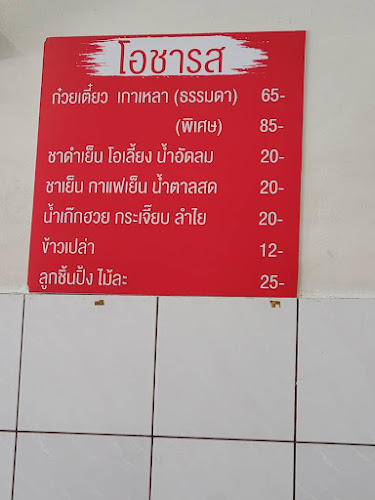 โอชารส
ก๋วยเตี๋ยว เกาเหลา (ธรรมดา) 65-
(พิเศษ) 85-
ชาดำเย็น โอเลี้ยง น้ำอัดลม 20-
ชาเย็น กาแฟเย็น น้ำตาลสด 20-
น้ำเก๊กฮวย กระเจี๊ยบ ลำไย 20-
ข้าวเปล่า 12-
ลูกชิ้นปิ้ง ไม้ละ 25-